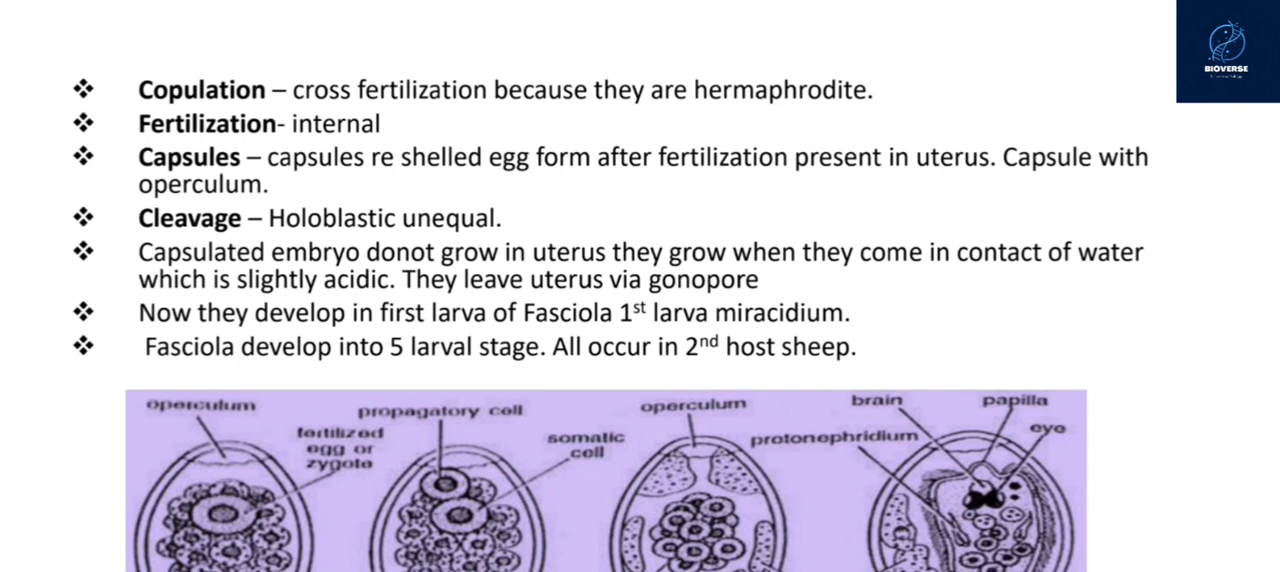 BIOVERSE
❖ Copulation – cross fertilization because they are hermaphrodite.
❖ Fertilization- internal
❖ Capsules – capsules re shelled egg form after fertilization present in uterus. Capsule with
operculum.
❖ Cleavage – Holoblastic unequal.
❖ Capsulated embryo donot grow in uterus they grow when they come in contact of water
which is slightly acidic. They leave uterus via gonopore
❖ Now they develop in first larva of Fasciola 1st larva miracidium.
❖ Fasciola develop into 5 larval stage. All occur in 2nd host sheep.
operculum
fertilized
egg or
zygote
propagatory cell
somatic
cell
operculum
protonephridium
brain
papilla
eye